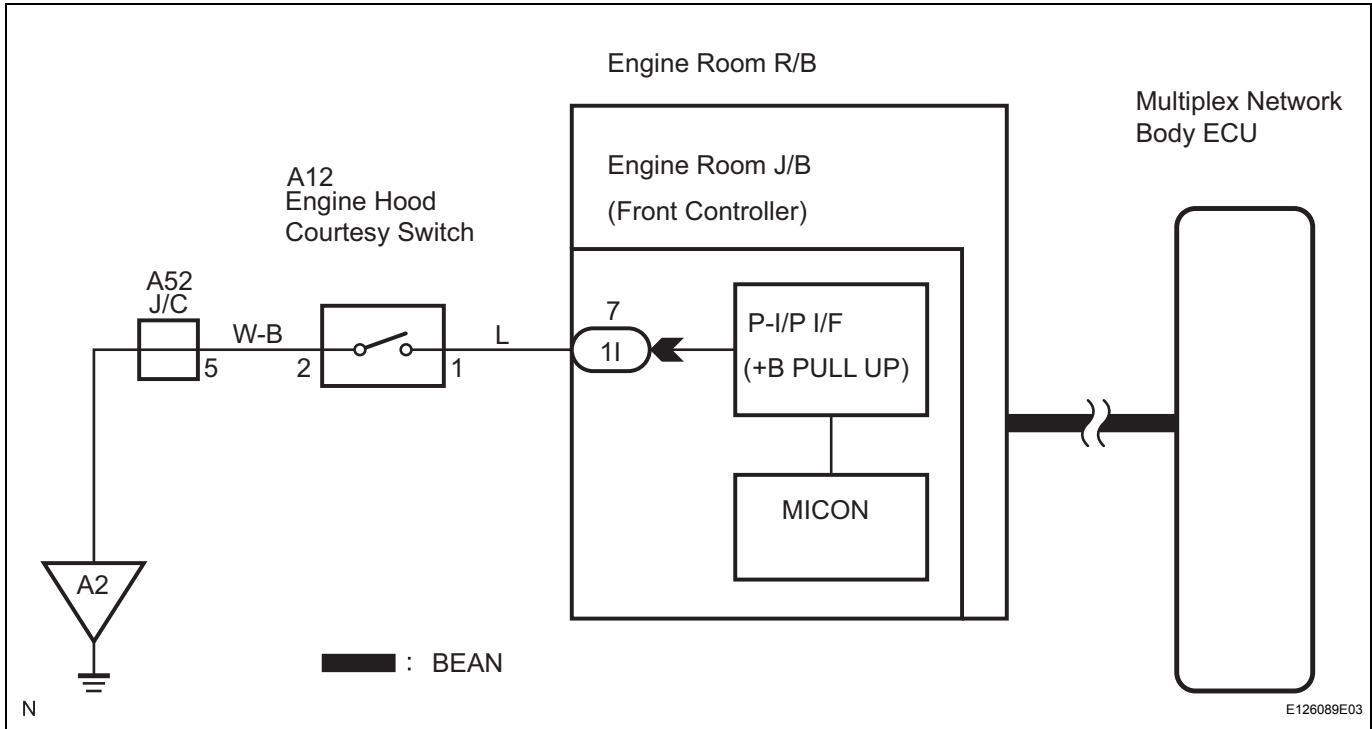 Engine Room R/B
Multiplex Network
Body ECU
Engine Room J/B
(Front Controller)
A12
Engine Hood
Courtesy Switch
A52
J/C
W-B
5
2
1
L
7
1I
P-I/P I/F
(+B PULL UP)
MICON
A2
: BEAN
N
E126089E03